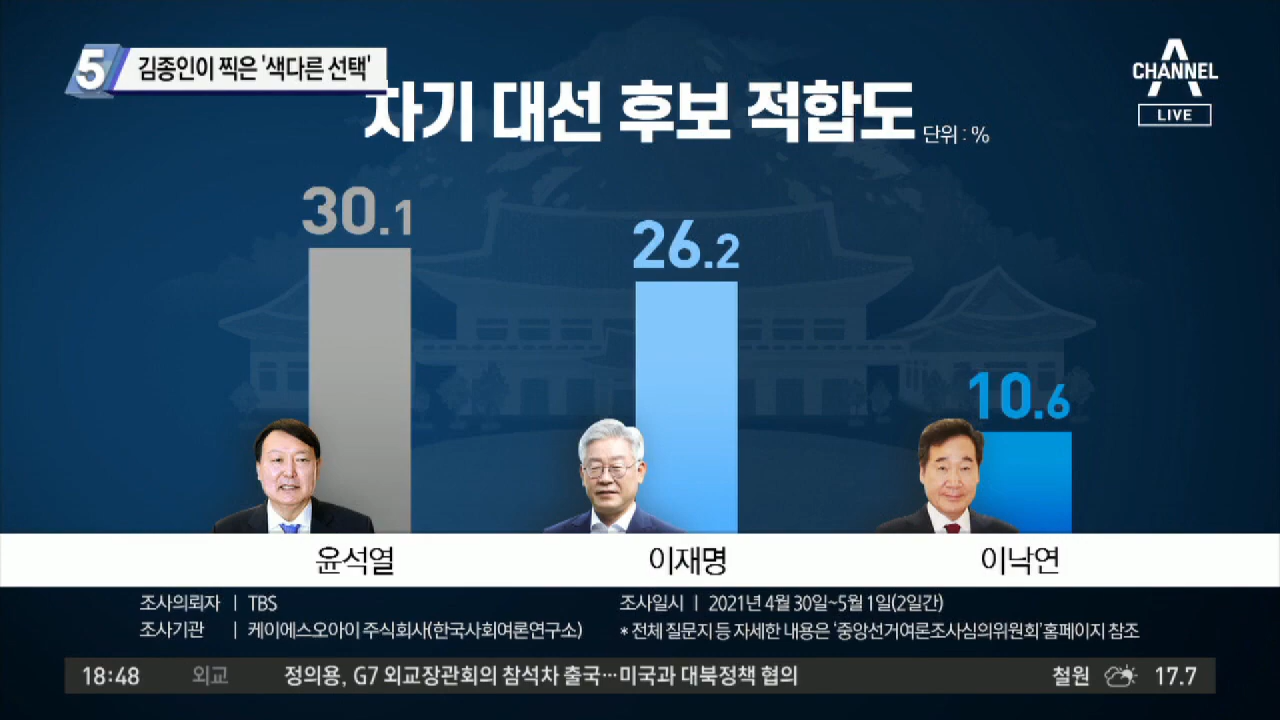 5 김종인이 찍은 '색다른 선택'
CHANNEL A
LIVE
차기 대선 후보 적합도
단위 : %
30.1
26.2
10.6
윤석열
이재명
이낙연
조사의뢰자 | TBS
조사일시 | 2021년 4월 30일~5월 1일(2일간)
조사기관 | 케이에스오아이 주식회사(한국사회여론연구소)
* 전체 질문지 등 자세한 내용은 '중앙선거여론조사심의위원회' 홈페이지 참조
18:48 외교 정의용, G7 외교장관회의 참석차 출국…미국과 대북정책 협의 철원 17.7